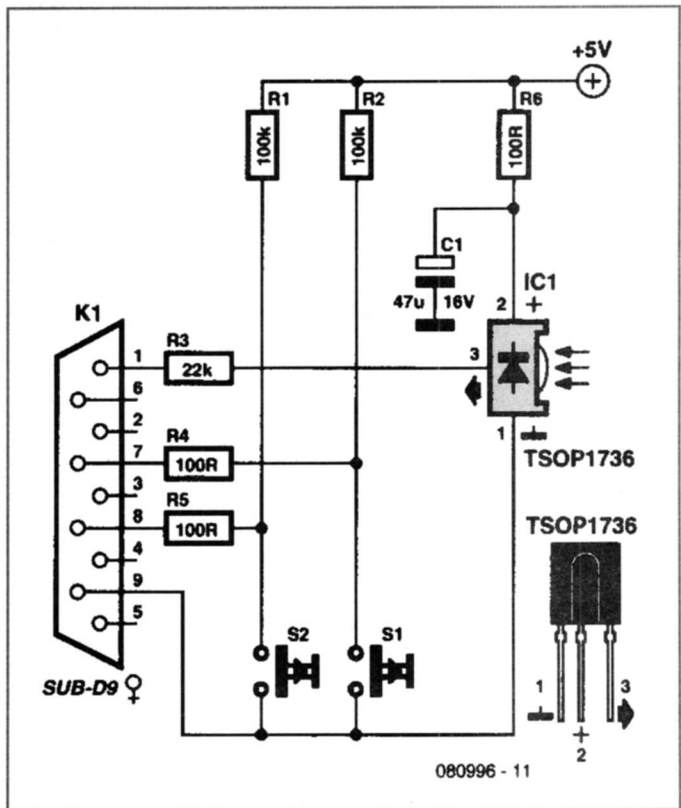 +5V
R1
R2
R6
100k
100k
100R
C1
47u 16V
IC1
2 +
K1
1
R3
22k
3
6
2
R4
7
100R
1
TSOP1736
3
R5
8
100R
TSOP1736
4
9
5
S2
S1
SUB-D9
1
3
+
2
080996 - 11